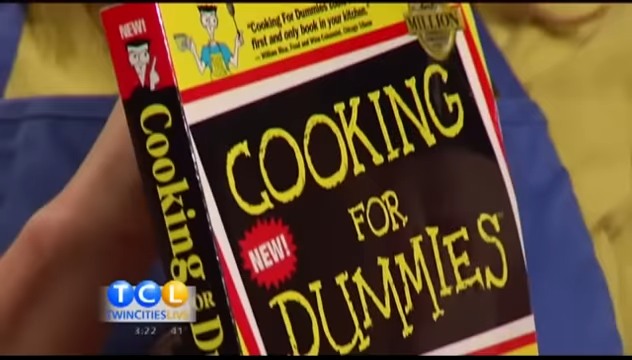 NEW!
Cooking For D
"Cooking For Dummies
first and only book in your kitchen."
MILLION
COOKING
FOR
DUMMIES
NEW!
TCL
TWINCITIESLIVE
3:22 41°